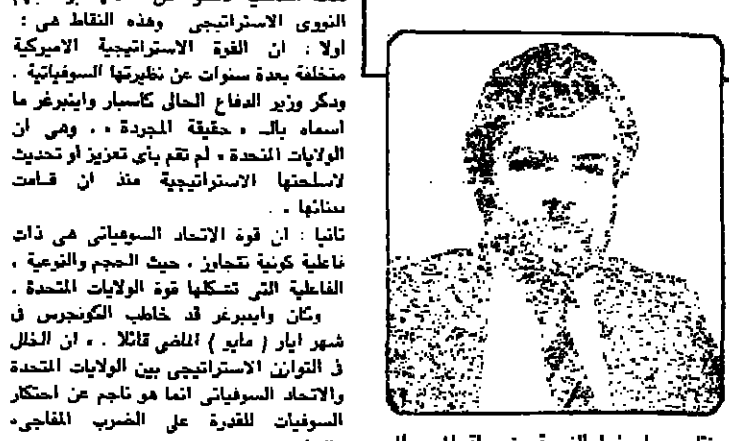 النووى الاستراتيجى وهذه النقاط هى :
اولا : ان القوة الاستراتيجية الاميركية
متخلفة بعدة سنوات عن نظيرتها السوفياتية .
وذكر وزير الدفاع الحالى كاسبار واينبرغر ما
اسماه بالـ « حقيقة المجردة » ، وهى ان
الولايات المتحدة « لم تقم بأى تعزيز أو تحديث
لاسلحتها الاستراتيجية منذ ان قامت
ببنائها » .
ثانيا : ان قوة الاتحاد السوفياتى هى ذات
فاعلية كونية تتجاوز ، حيث الحجم والنوعية ،
الفاعلية التى تشكلها قوة الولايات المتحدة .
وكان واينبرغر قد خاطب الكونجرس فى
شهر ايار ( مايو ) الماضى قائلا . « ان الخلل
فى التوازن الاستراتيجى بين الولايات المتحدة
والاتحاد السوفياتى انما هو ناجم عن احتكار
السوفيات للقدرة على الضرب المفاجىء